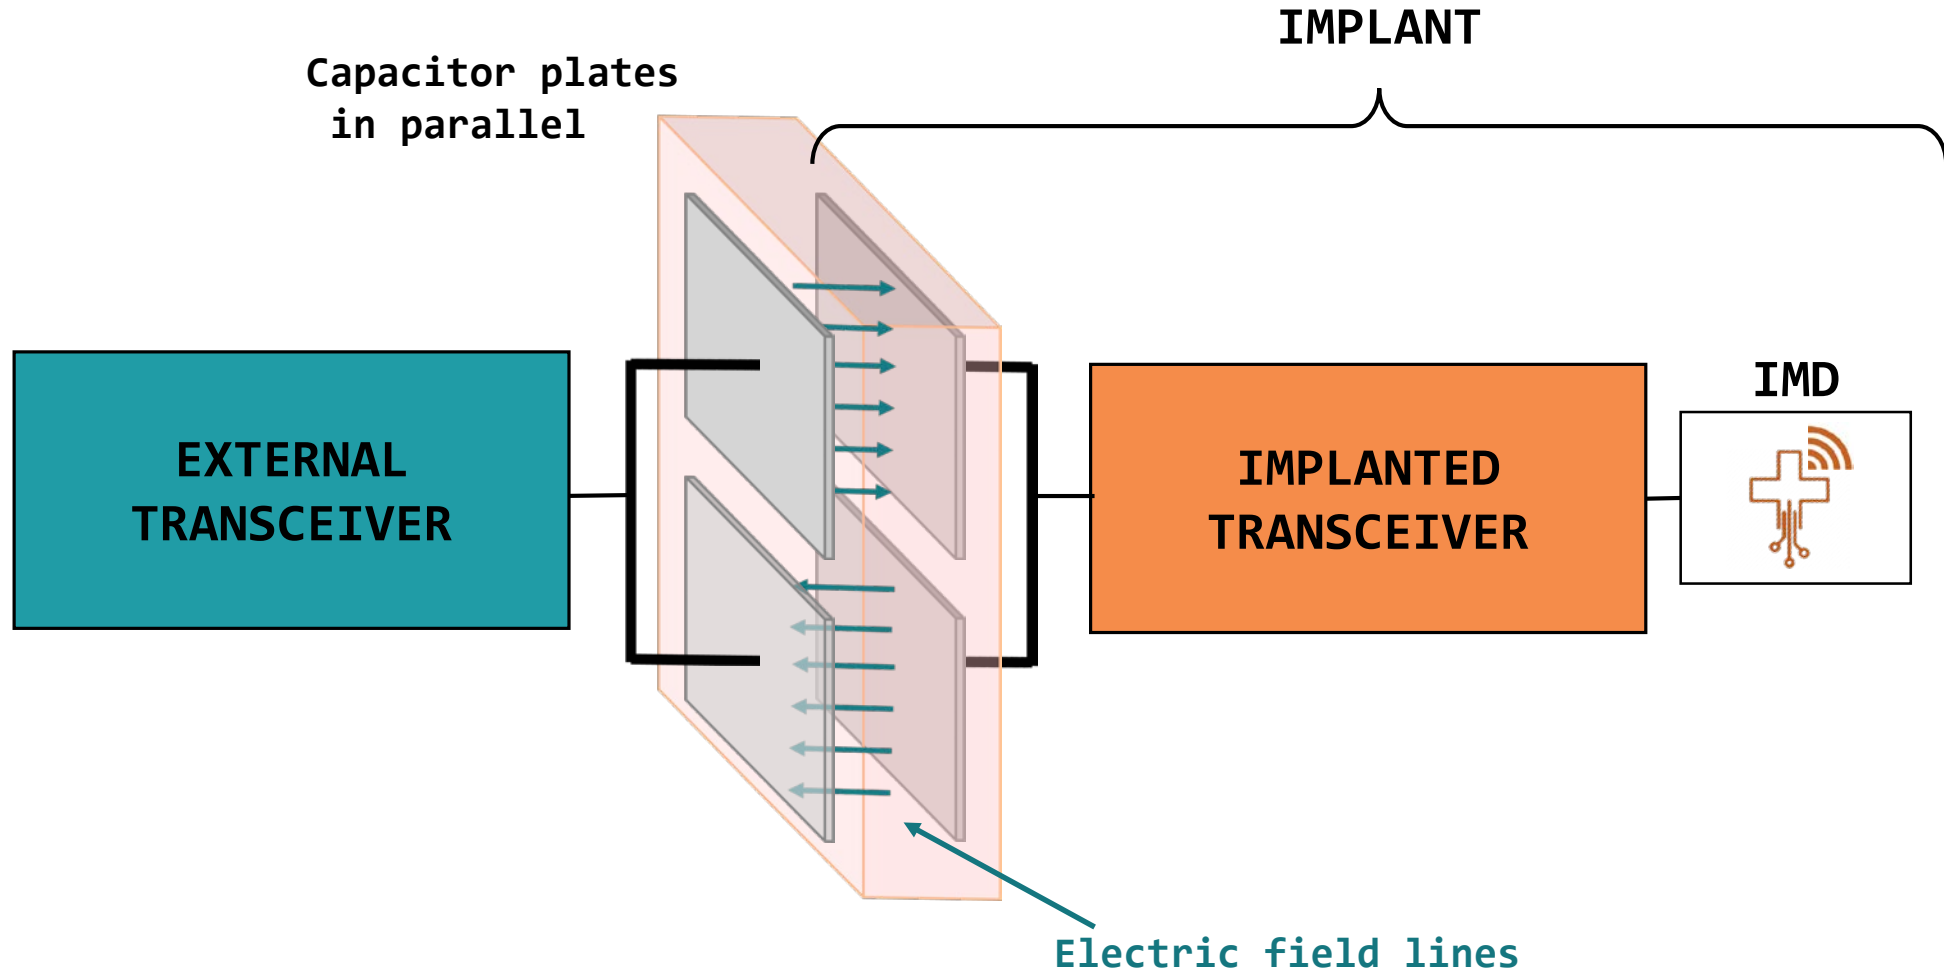 IMPLANT
Capacitor plates
in parallel
EXTERNAL
TRANSCEIVER
IMPLANTED
TRANSCEIVER
IMD
Electric field lines